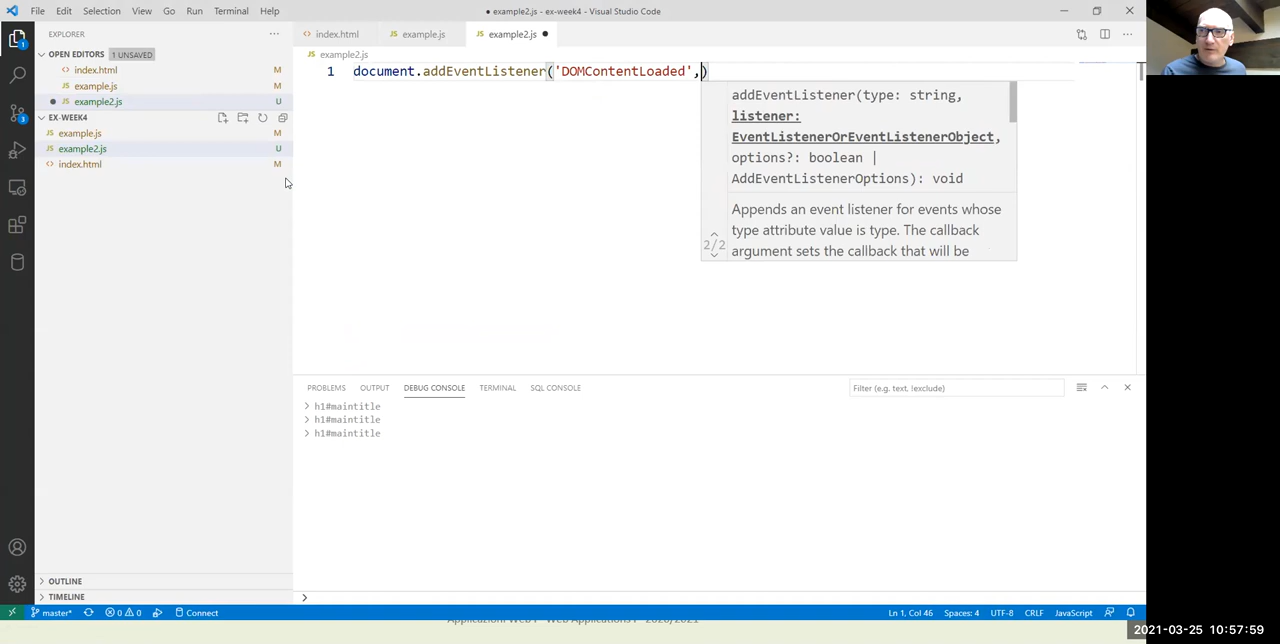 File Edit Selection View Go Run Terminal Help
● example2.js - ex-week4 - Visual Studio Code
EXPLORER
index.html
example.js
example2.js
OPEN EDITORS 1 UNSAVED
index.html M
example.js M
example2.js U
EX-WEEK4
example.js M
example2.js U
index.html M
OUTLINE
TIMELINE
example2.js
1 document.addEventListener('DOMContentLoaded',)
addEventListener(type: string,
listener:
EventListenerOrEventListenerObject,
options?: boolean |
AddEventListenerOptions): void
2/2
Appends an event listener for events whose
type attribute value is type. The callback
argument sets the callback that will be
PROBLEMS OUTPUT DEBUG CONSOLE TERMINAL SQL CONSOLE
Filter (e.g. text, !exclude)
h1#maintitle
h1#maintitle
h1#maintitle
1
3
master* 0 0 Connect
Ln 1, Col 46 Spaces: 4 UTF-8 CRLF JavaScript
2021-03-25 10:57:59